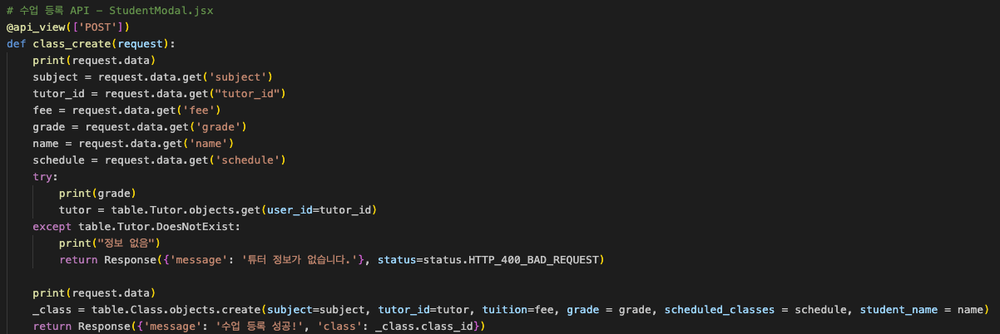 # 수업 등록 API - StudentModal.jsx
@api_view(['POST'])
def class_create(request):
    print(request.data)
    subject = request.data.get('subject')
    tutor_id = request.data.get("tutor_id")
    fee = request.data.get('fee')
    grade = request.data.get('grade')
    name = request.data.get('name')
    schedule = request.data.get('schedule')
    try:
        print(grade)
        tutor = table.Tutor.objects.get(user_id=tutor_id)
    except table.Tutor.DoesNotExist:
        print("정보 없음")
        return Response({'message': '튜터 정보가 없습니다.'}, status=status.HTTP_400_BAD_REQUEST)

    print(request.data)
    _class = table.Class.objects.create(subject=subject, tutor_id=tutor, tuition=fee, grade = grade, scheduled_classes = schedule, student_name = name)
    return Response({'message': '수업 등록 성공!', 'class': _class.class_id})